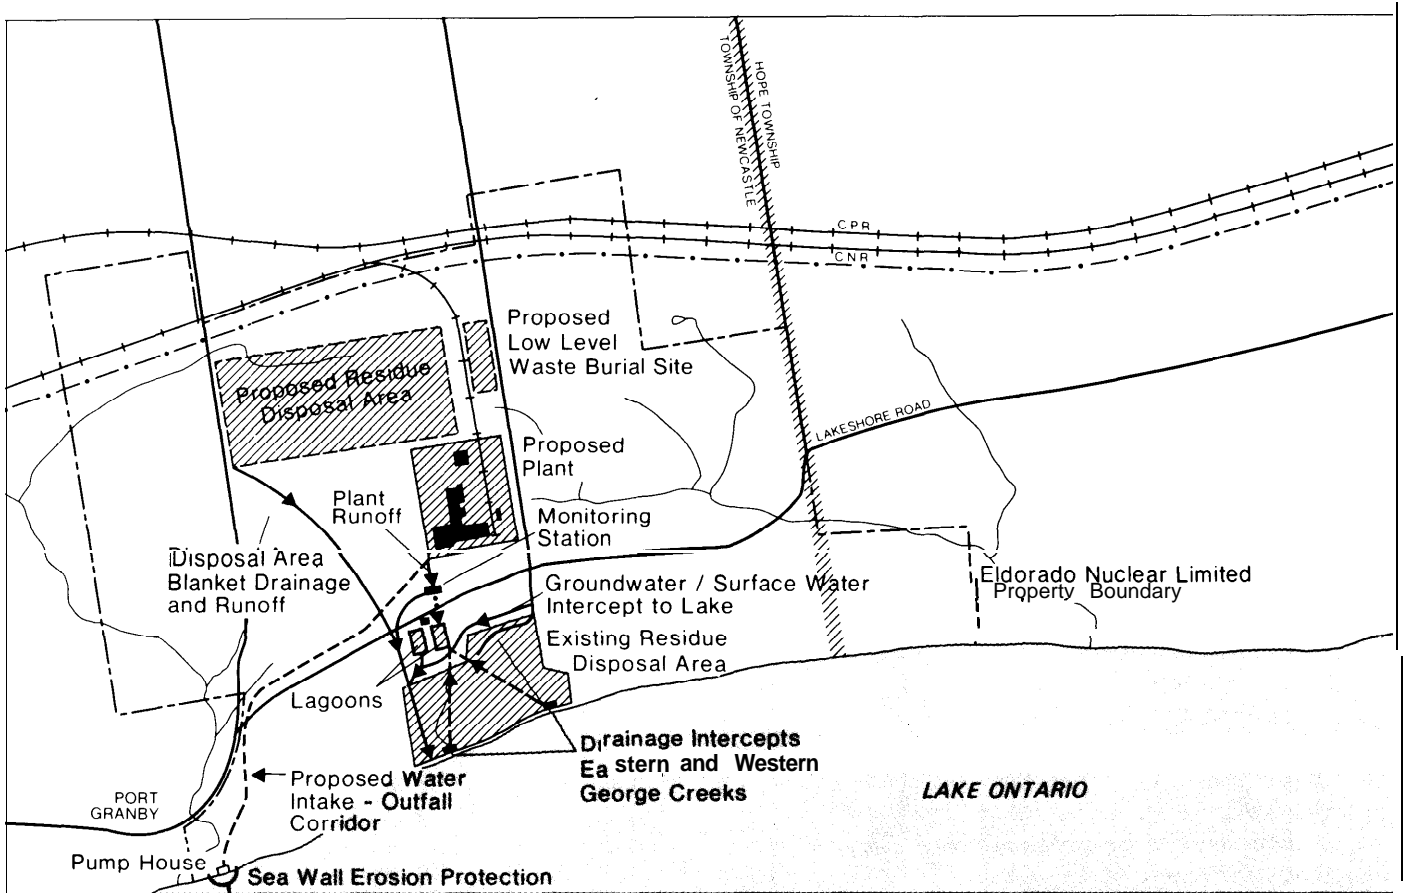 HOPE TOWNSHIP
TOWNSHIP OF NEWCASTLE
CPR
CNR
Proposed
Low Level
Waste Burial Site
Proposed Residue
Disposal Area
LAKESHORE ROAD
Proposed
Plant
Plant
Runoff
Monitoring
Station
Disposal Area
Blanket Drainage
and Runoff
Groundwater / Surface Water
Intercept to Lake
Eldorado Nuclear Limited
Property Boundary
Existing Residue
Disposal Area
Lagoons
Drainage Intercepts
Eastern and Western
George Creeks
Proposed Water
Intake - Outfall
Corridor
PORT
GRANBY
LAKE ONTARIO
Pump House
Sea Wall Erosion Protection